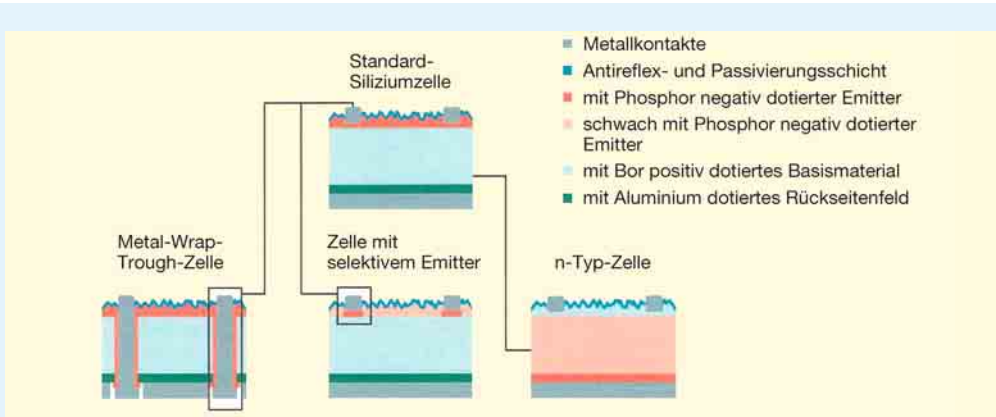 Standard-
Siliziumzelle
Metallkontakte
Antireflex- und Passivierungsschicht
mit Phosphor negativ dotierter Emitter
schwach mit Phosphor negativ dotierter
Emitter
mit Bor positiv dotiertes Basismaterial
mit Aluminium dotiertes Rückseitenfeld
Metal-Wrap-
Trough-Zelle
Zelle mit
selektivem Emitter
n-Typ-Zelle